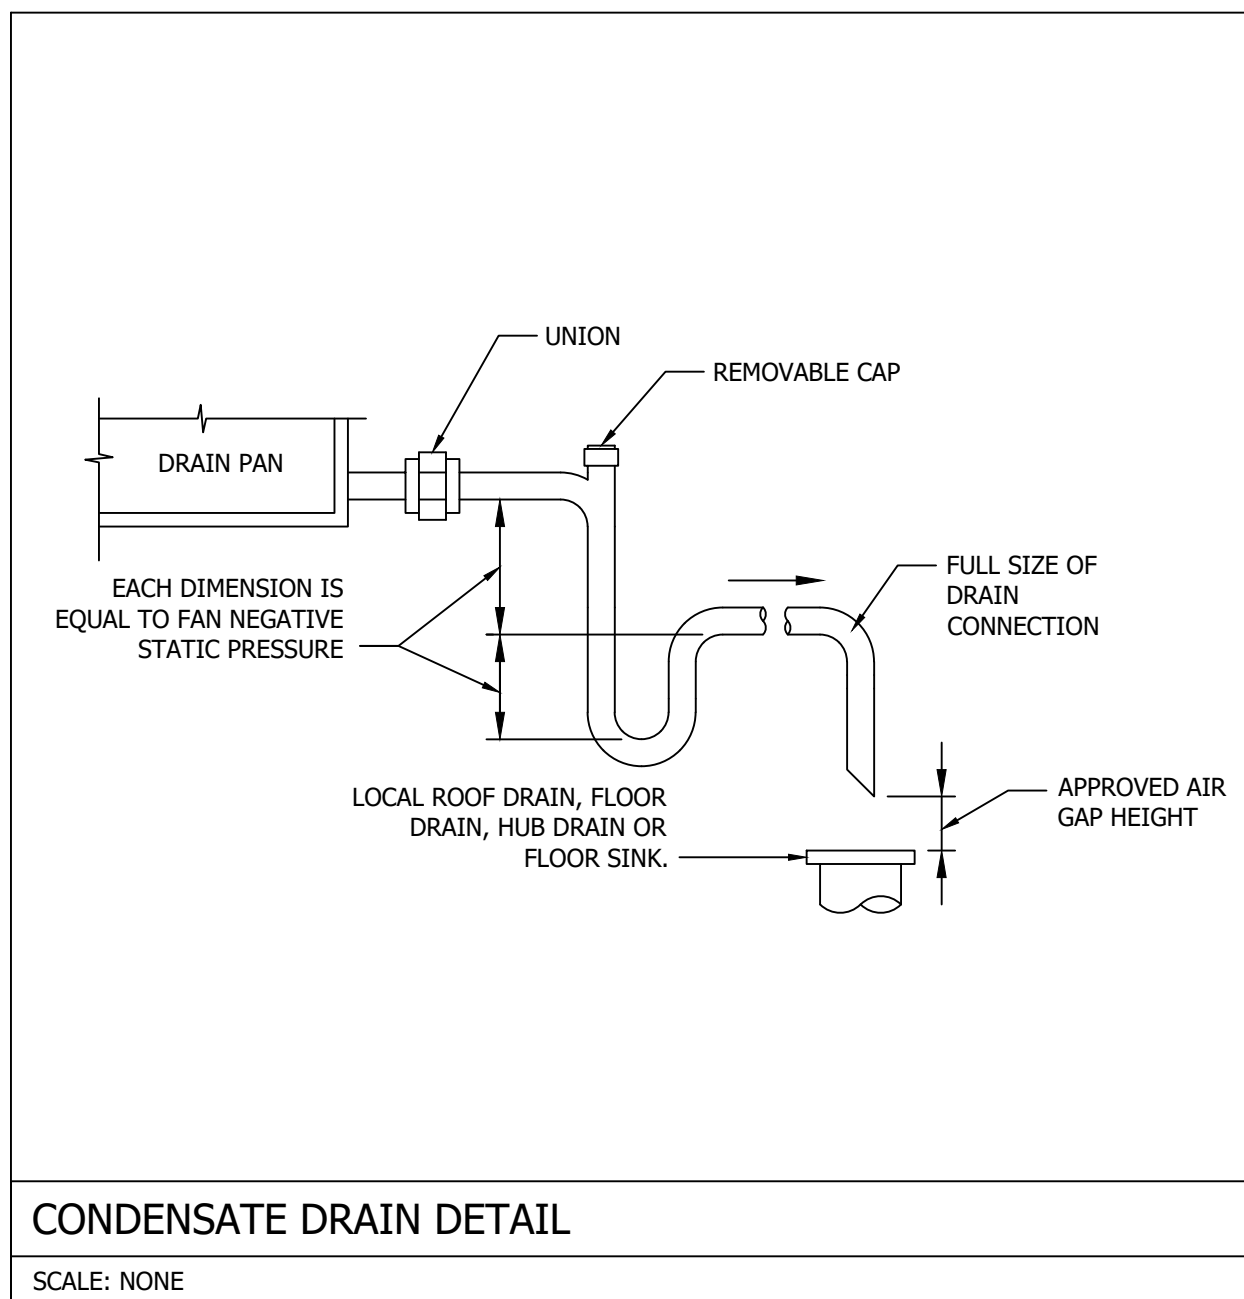 UNION
REMOVABLE CAP
DRAIN PAN
EACH DIMENSION IS
EQUAL TO FAN NEGATIVE
STATIC PRESSURE
FULL SIZE OF
DRAIN
CONNECTION
LOCAL ROOF DRAIN, FLOOR
DRAIN, HUB DRAIN OR
FLOOR SINK.
APPROVED AIR
GAP HEIGHT
CONDENSATE DRAIN DETAIL
SCALE: NONE